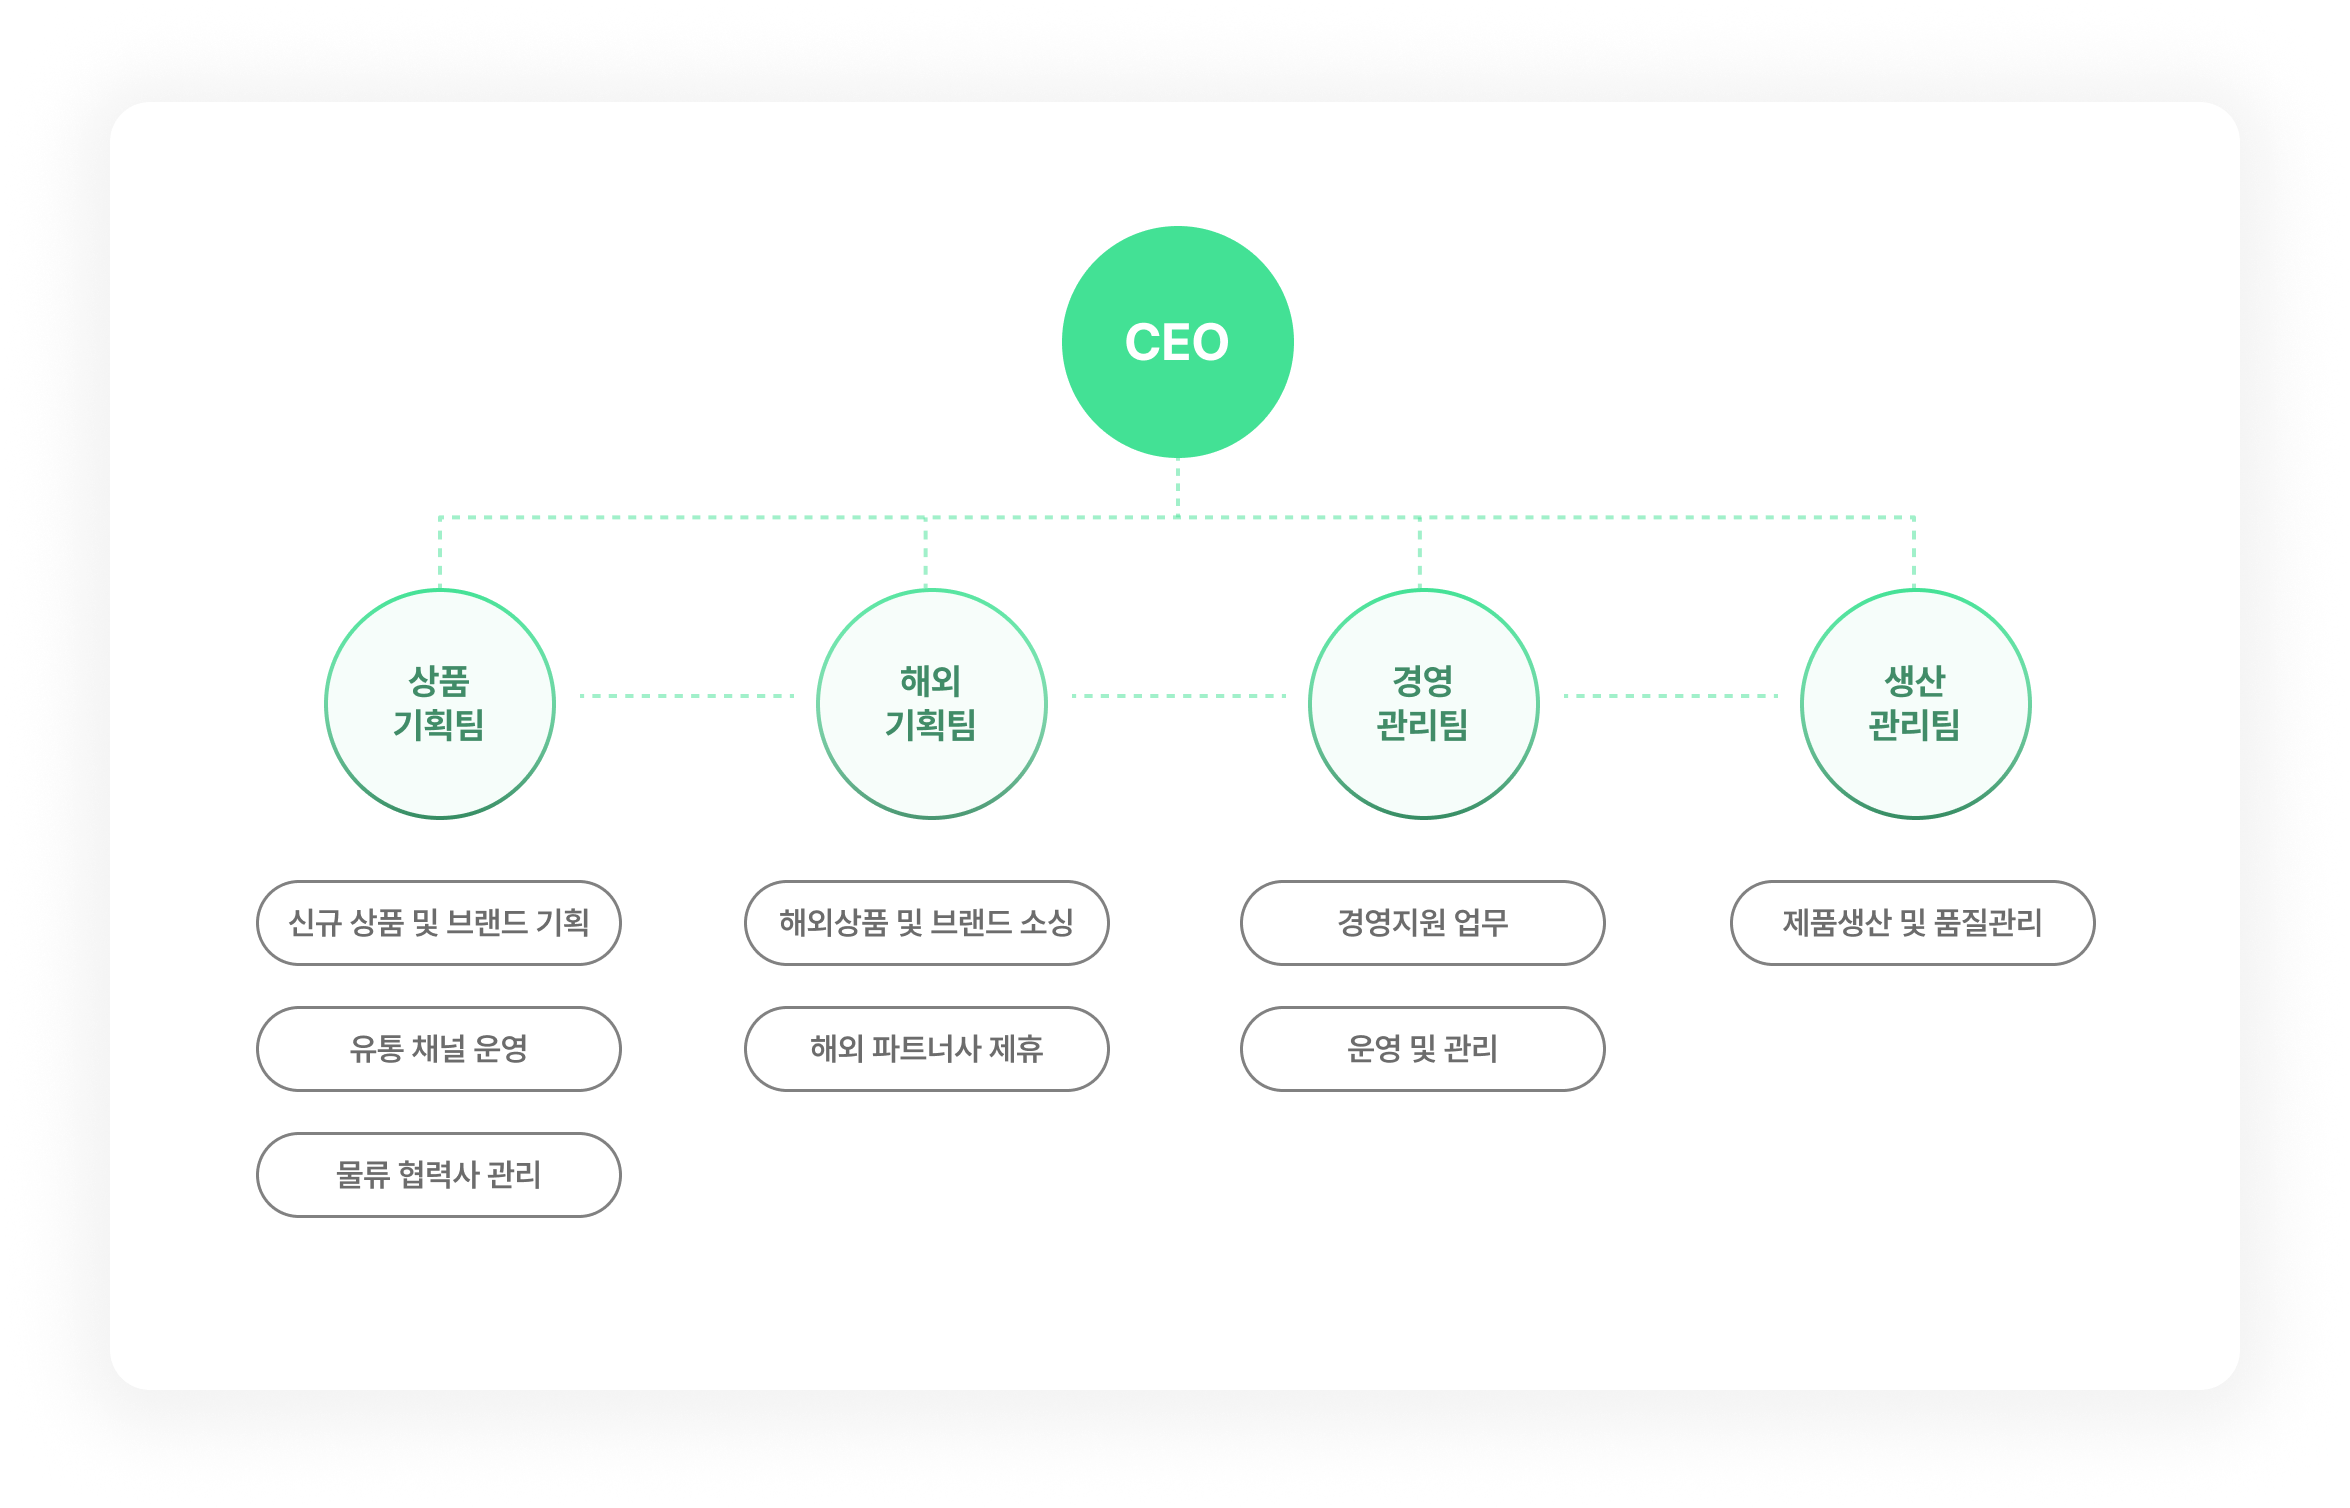 CEO
상품
기획팀
해외
기획팀
경영
관리팀
생산
관리팀
신규 상품 및 브랜드 기획
해외상품 및 브랜드 소싱
경영지원 업무
제품생산 및 품질관리
유통 채널 운영
해외 파트너사 제휴
운영 및 관리
물류 협력사 관리